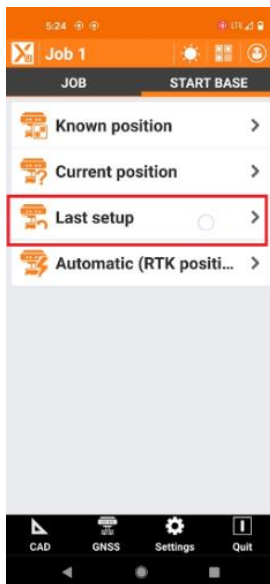 5:24 LTE
X Job 1
JOB START BASE
Known position
Current position
Last setup
Automatic (RTK positi...
CAD GNSS Settings Quit